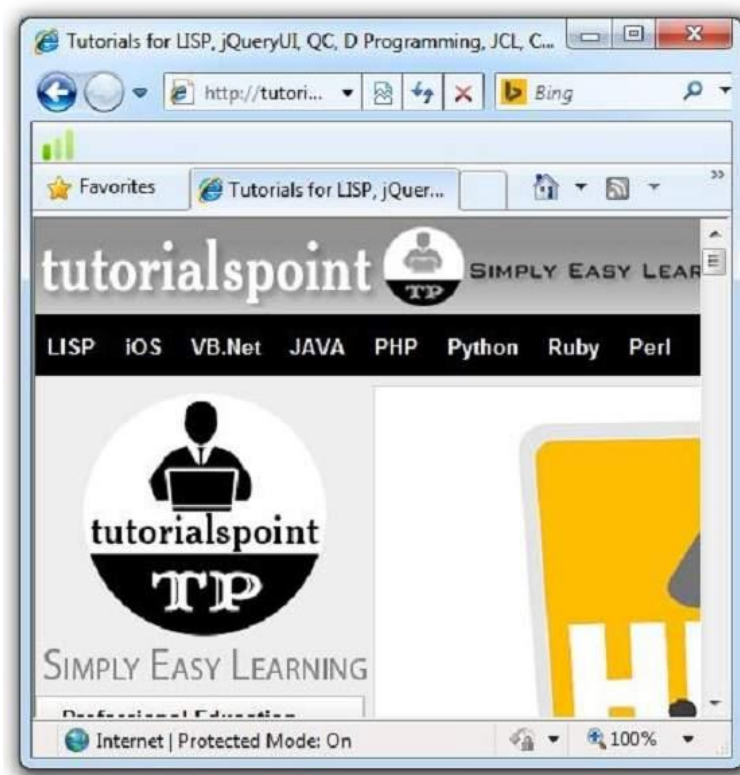 Tutorials for LISP, jQueryUI, QC, D Programming, JCL, C...
http://tutori...
Bing
Favorites
Tutorials for LISP, jQuer...
tutorialspoint
TP
SIMPLY EASY LEAR
LISP iOS VB.Net JAVA PHP Python Ruby Perl
tutorialspoint
TP
SIMPLY EASY LEARNING
Professional Education
Internet | Protected Mode: On
100%